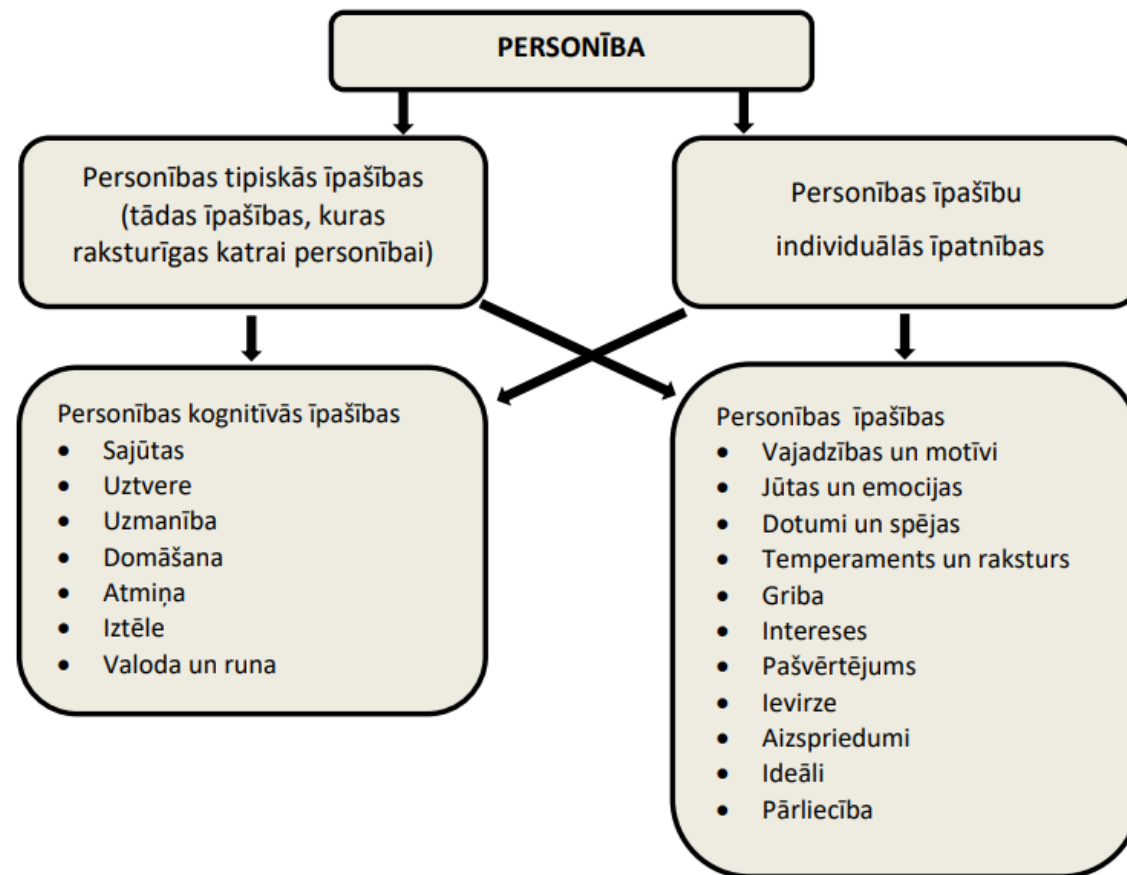 PERSONĪBA
Personības tipiskās īpašības
(tādas īpašības, kuras
raksturīgas katrai personībai)
Personības īpašību
individuālās īpatnības
Personības kognitīvās īpašības
• Sajūtas
• Uztvere
• Uzmanība
• Domāšana
• Atmiņa
• Iztēle
• Valoda un runa
Personības īpašības
• Vajadzības un motīvi
• Jūtas un emocijas
• Dotumi un spējas
• Temperaments un raksturs
• Griba
• Intereses
• Pašvērtējums
• Ievirze
• Aizspriedumi
• Ideāli
• Pārliecība